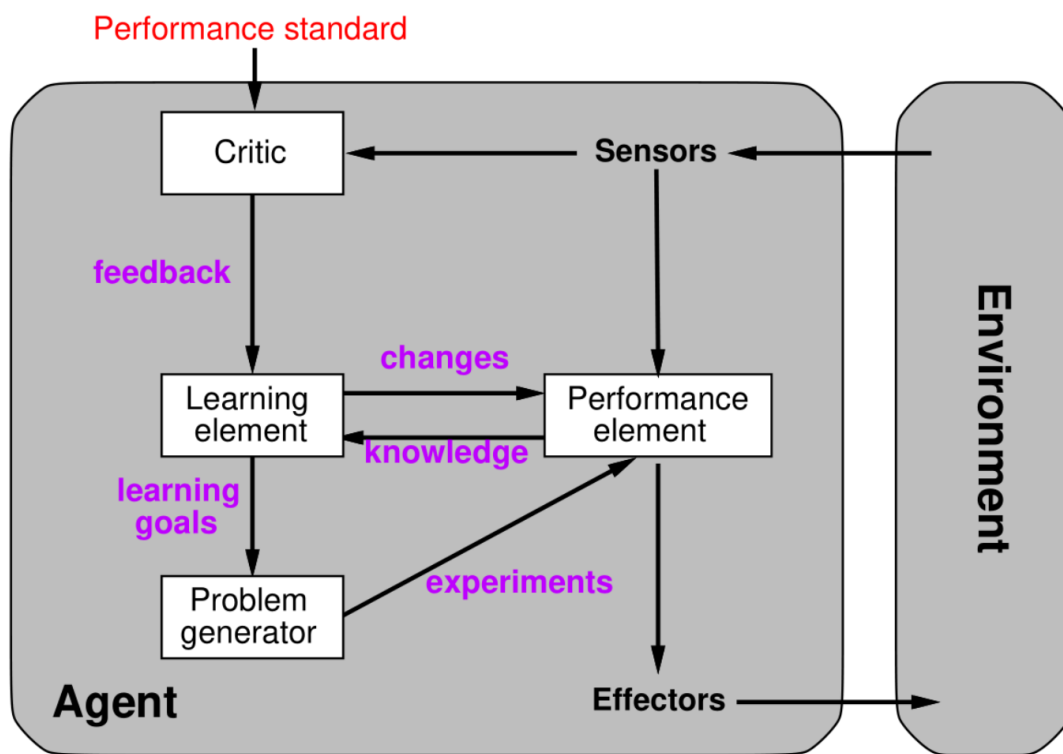 Performance standard
Critic
Sensors
feedback
changes
Learning
element
Performance
element
knowledge
learning
goals
experiments
Problem
generator
Agent
Effectors
Environment